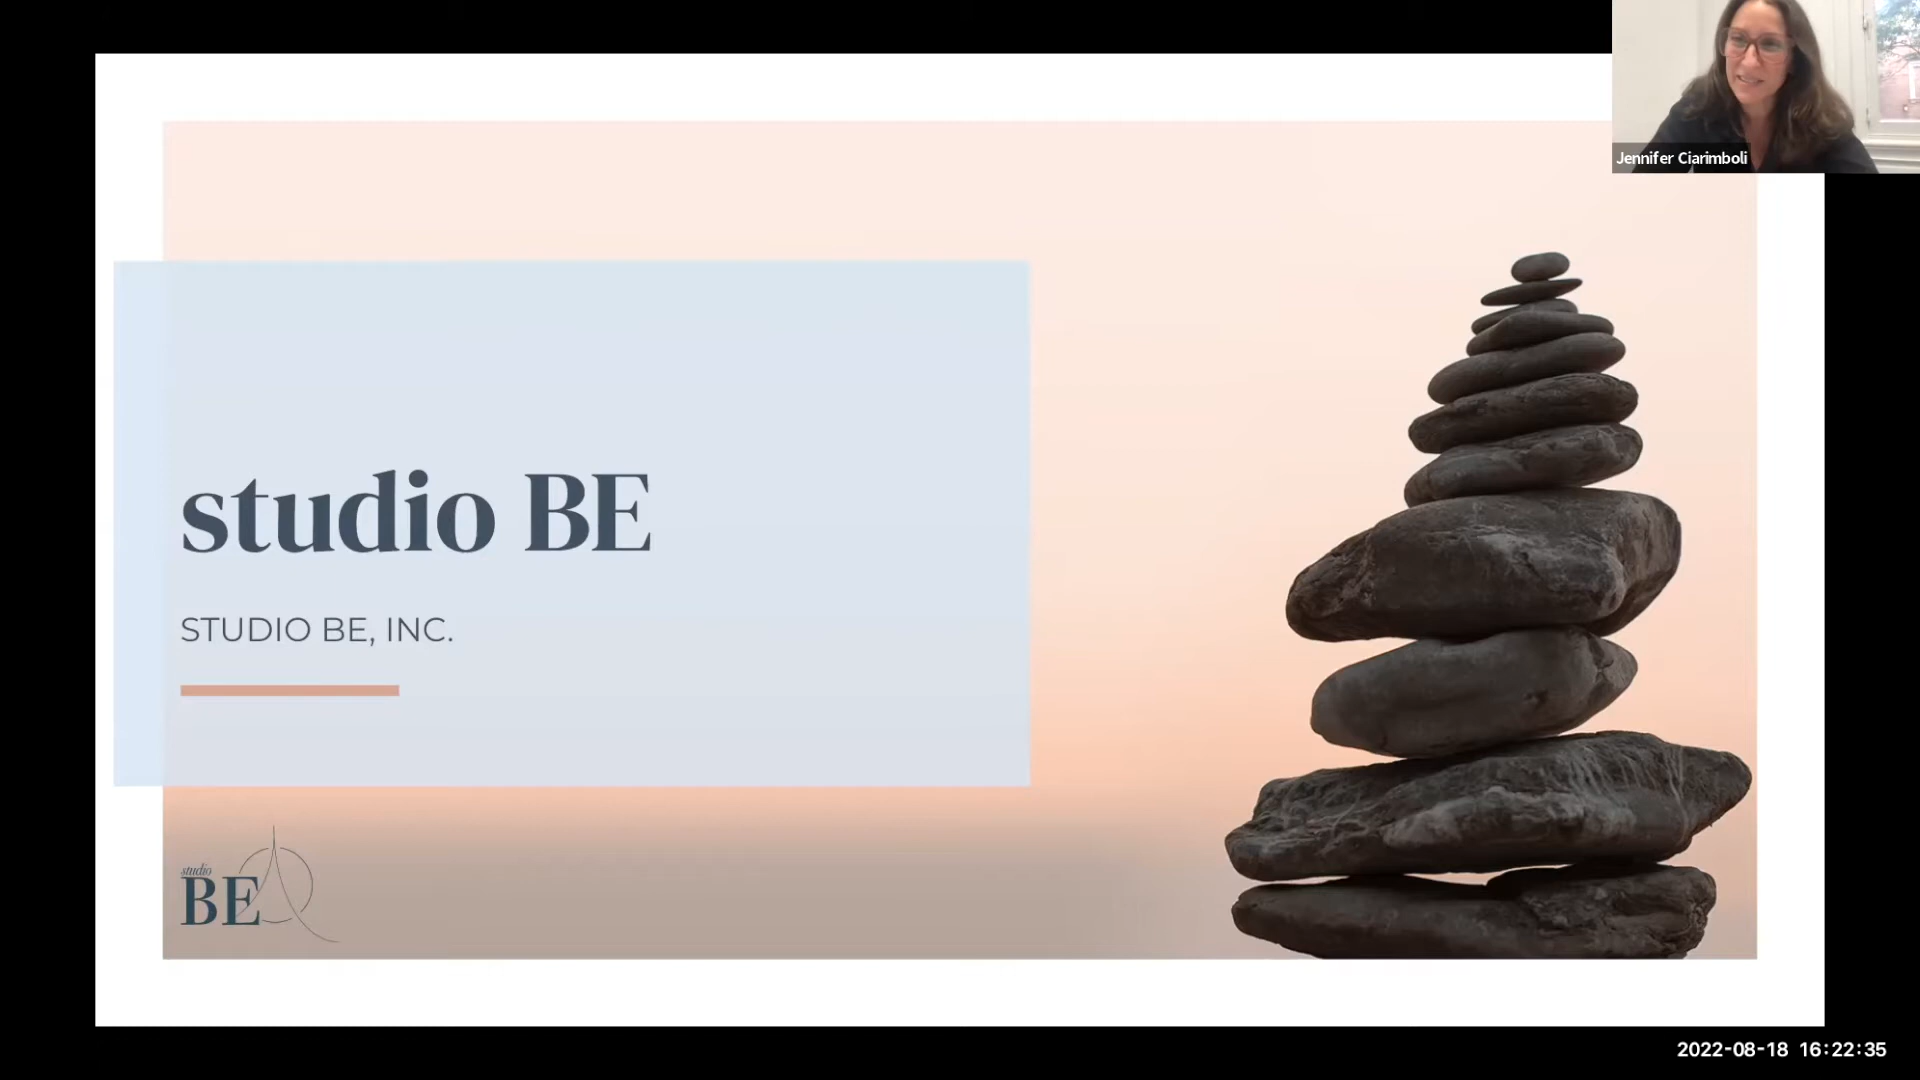 Jennifer Ciarimboli
studio BE
STUDIO BE, INC.
studio
BE
2022-08-18 16:22:35